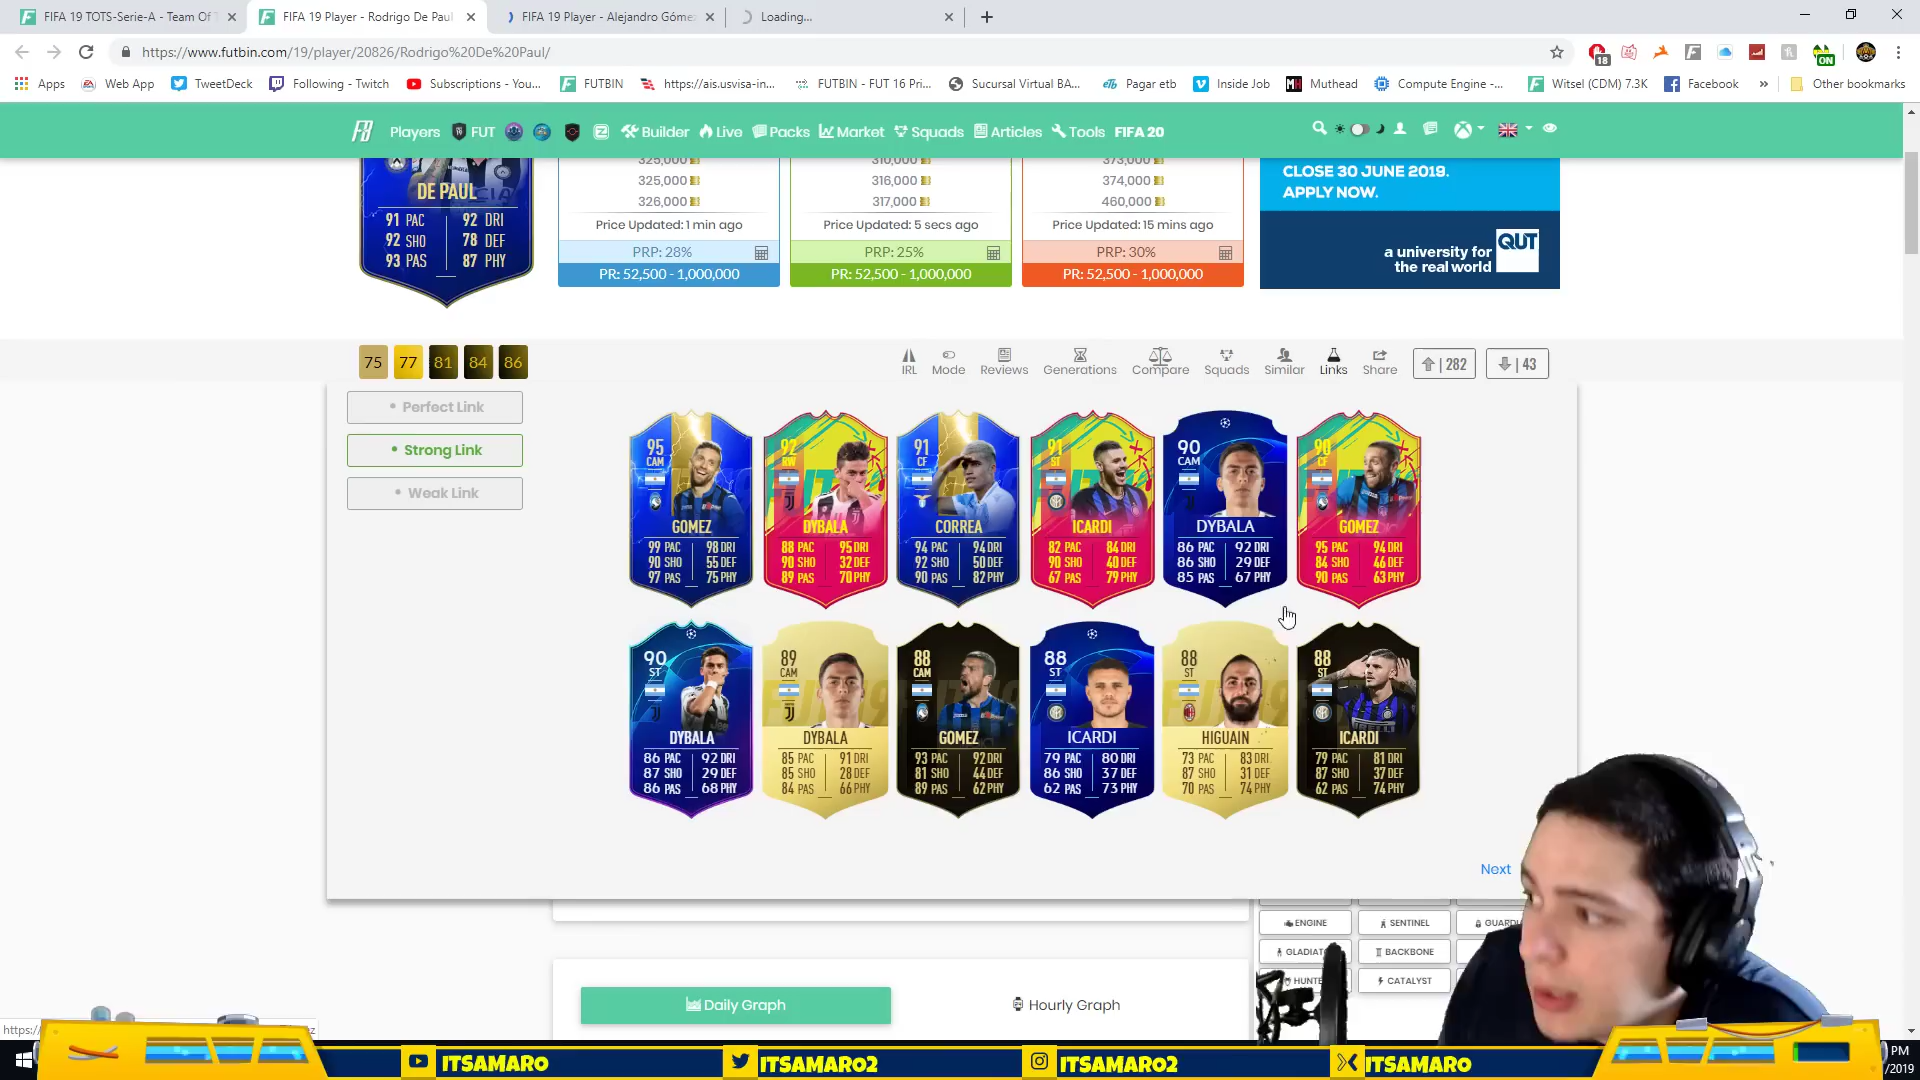 FIFA 19 TOTS-Serie-A - Team Of T
FIFA 19 Player - Rodrigo De Paul
FIFA 19 Player - Alejandro Gómez
Loading...
https://www.futbin.com/19/player/20826/Rodrigo%20De%20Paul/
18
ON
Apps
Web App
TweetDeck
Following - Twitch
Subscriptions - You...
FUTBIN
https://ais.usvisa-in...
FUTBIN - FUT 16 Pri...
Sucursal Virtual BA...
Pagar etb
Inside Job
Muthead
Compute Engine -...
Witsel (CDM) 7.3K
Facebook
Other bookmarks
Players
FUT
Builder
Live
Packs
Market
Squads
Articles
Tools
FIFA 20
DE PAUL
91 PAC 92 DRI
92 SHO 78 DEF
93 PAS 87 PHY
325,000
325,000
326,000
Price Updated: 1 min ago
PRP: 28%
PR: 52,500 - 1,000,000
316,000
316,000
317,000
Price Updated: 5 secs ago
PRP: 25%
PR: 52,500 - 1,000,000
373,000
374,000
460,000
Price Updated: 15 mins ago
PRP: 30%
PR: 52,500 - 1,000,000
CLOSE 30 JUNE 2019.
APPLY NOW.
a university for
the real world
QUT
75 77 81 84 86
IRL
Mode
Reviews
Generations
Compare
Squads
Similar
Links
Share
| 282
| 43
Perfect Link
Strong Link
Weak Link
95
CAM
GOMEZ
99 PAC 98 DRI
90 SHO 55 DEF
97 PAS 75 PHY
92
RW
DYBALA
88 PAC 95 DRI
90 SHO 32 DEF
89 PAS 70 PHY
91
CF
CORREA
94 PAC 94 DRI
92 SHO 50 DEF
90 PAS 82 PHY
91
ST
ICARDI
82 PAC 84 DRI
90 SHO 40 DEF
67 PAS 79 PHY
90
CAM
DYBALA
86 PAC 92 DRI
86 SHO 29 DEF
85 PAS 67 PHY
90
CF
GOMEZ
95 PAC 94 DRI
84 SHO 46 DEF
90 PAS 63 PHY
90
ST
DYBALA
86 PAC 92 DRI
87 SHO 29 DEF
86 PAS 68 PHY
89
CAM
DYBALA
85 PAC 91 DRI
85 SHO 28 DEF
84 PAS 66 PHY
88
CAM
GOMEZ
93 PAC 92 DRI
81 SHO 44 DEF
89 PAS 62 PHY
88
ST
ICARDI
79 PAC 80 DRI
86 SHO 37 DEF
62 PAS 73 PHY
88
ST
HIGUAIN
73 PAC 83 DRI
87 SHO 31 DEF
70 PAS 74 PHY
88
ST
ICARDI
79 PAC 81 DRI
87 SHO 37 DEF
62 PAS 74 PHY
Next
ENGINE
SENTINEL
GUARDI
GLADIAT
BACKBONE
HUNTE
CATALYST
Daily Graph
Hourly Graph
https:/
ITSAMARO
ITSAMARO2
ITSAMARO2
ITSAMARO
PM
/2019